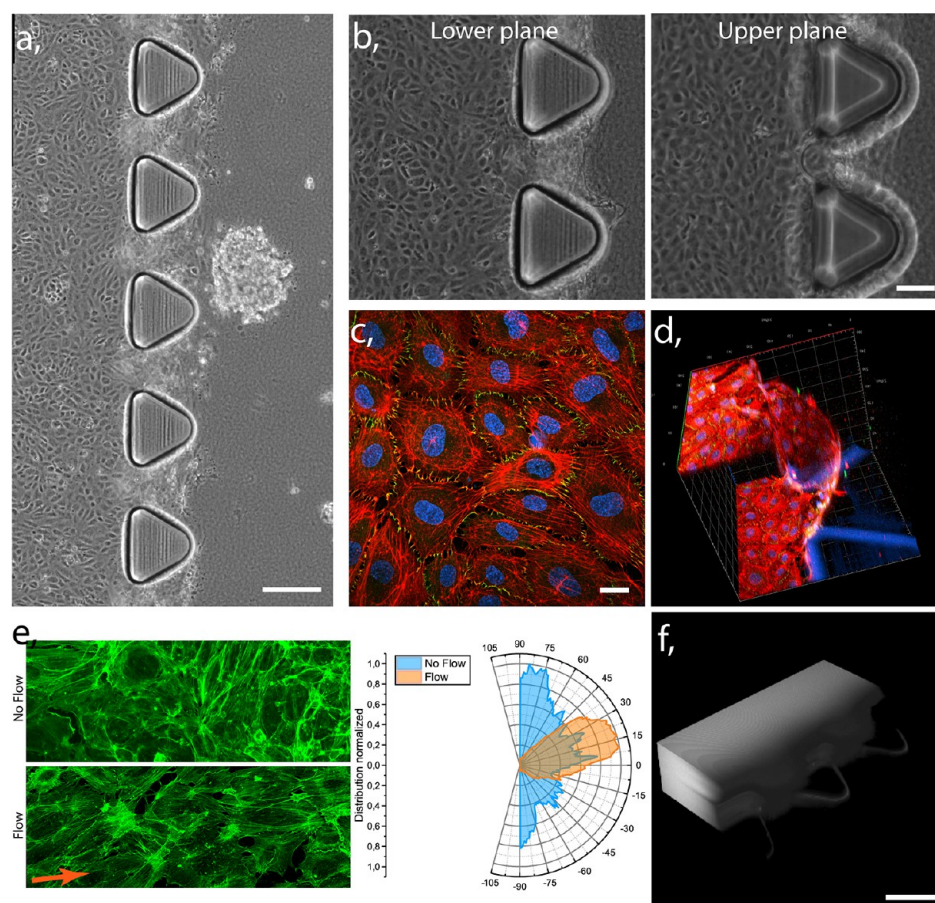 a,
b,
Lower plane
Upper plane
c,
d,
e,
No Flow
Flow
Distribution normalized
1,0
0,8
0,6
0,4
0,2
0,0
0,2
0,4
0,6
0,8
1,0
No Flow
Flow
105
90
75
60
45
30
15
0
-15
-30
-45
-60
-75
-90
-105
f,